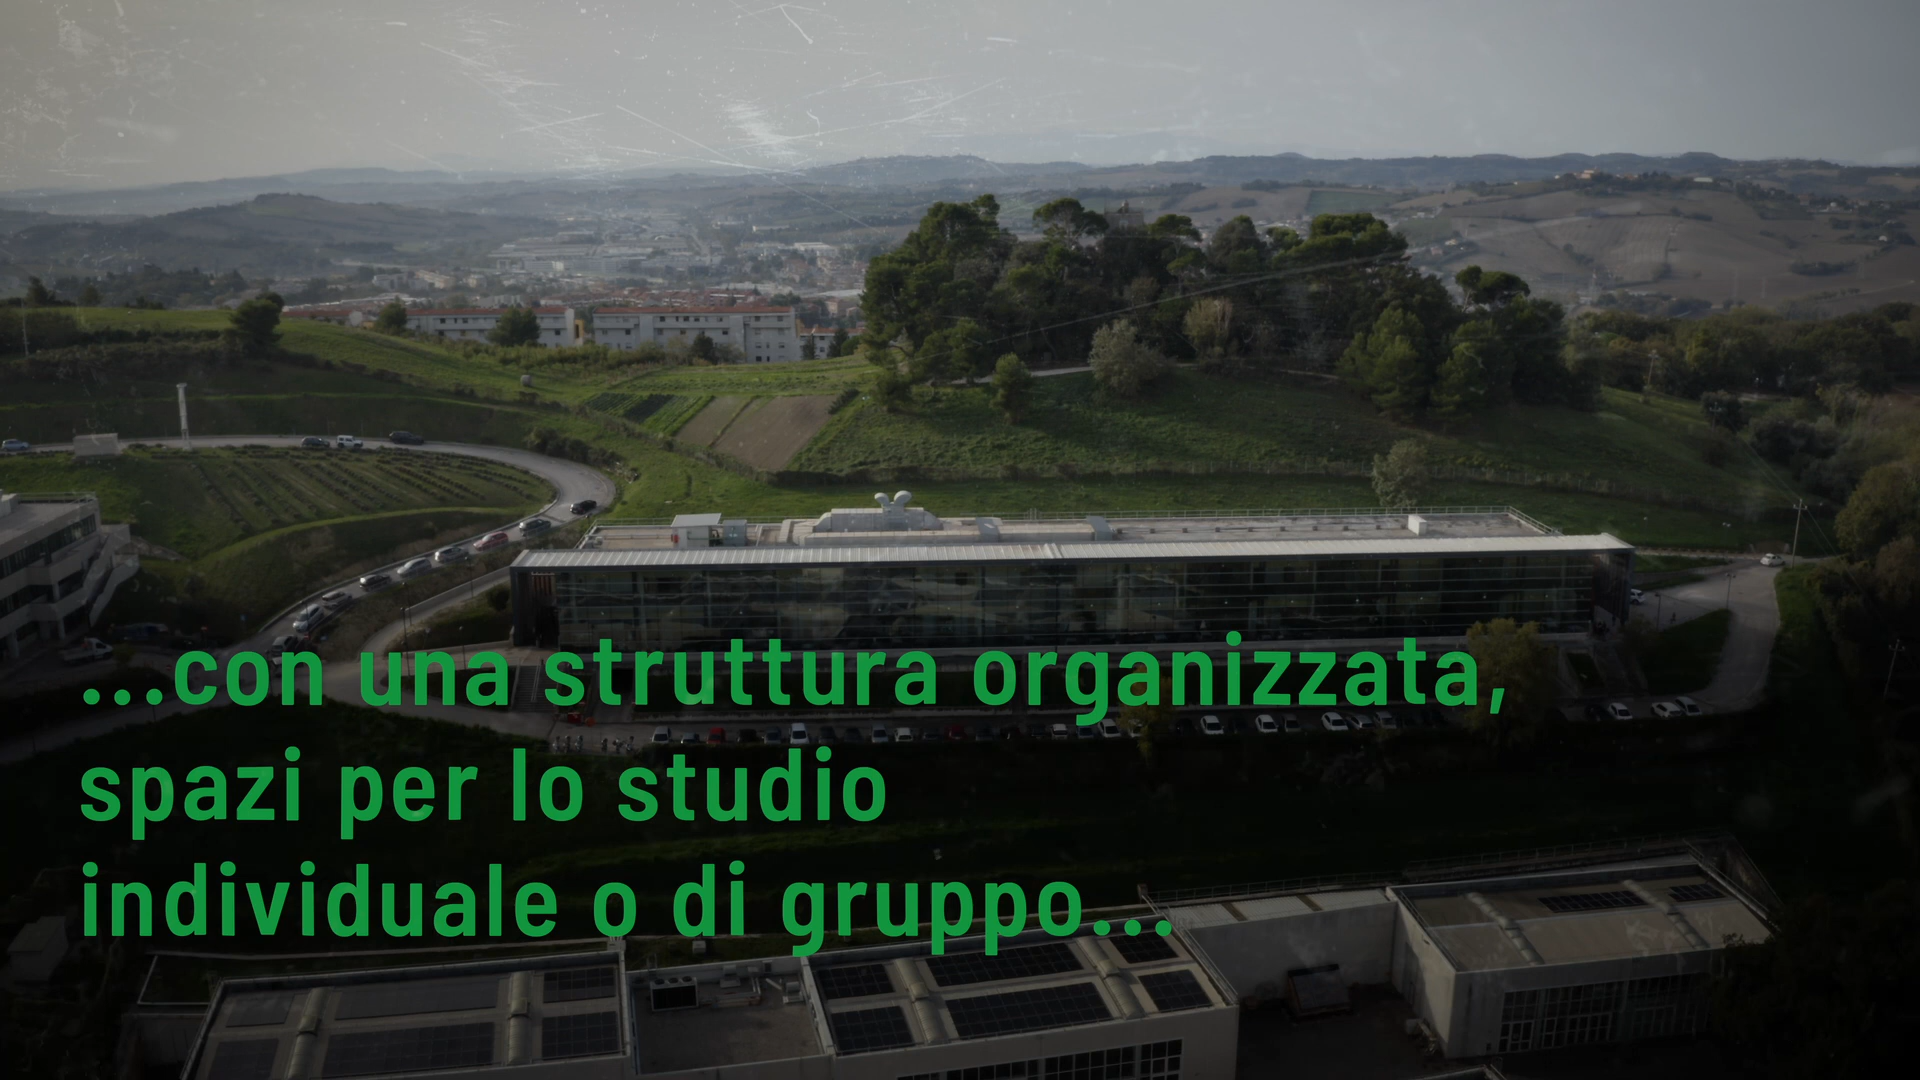 ...con una struttura organizzata,
spazi per lo studio
individuale o di gruppo...